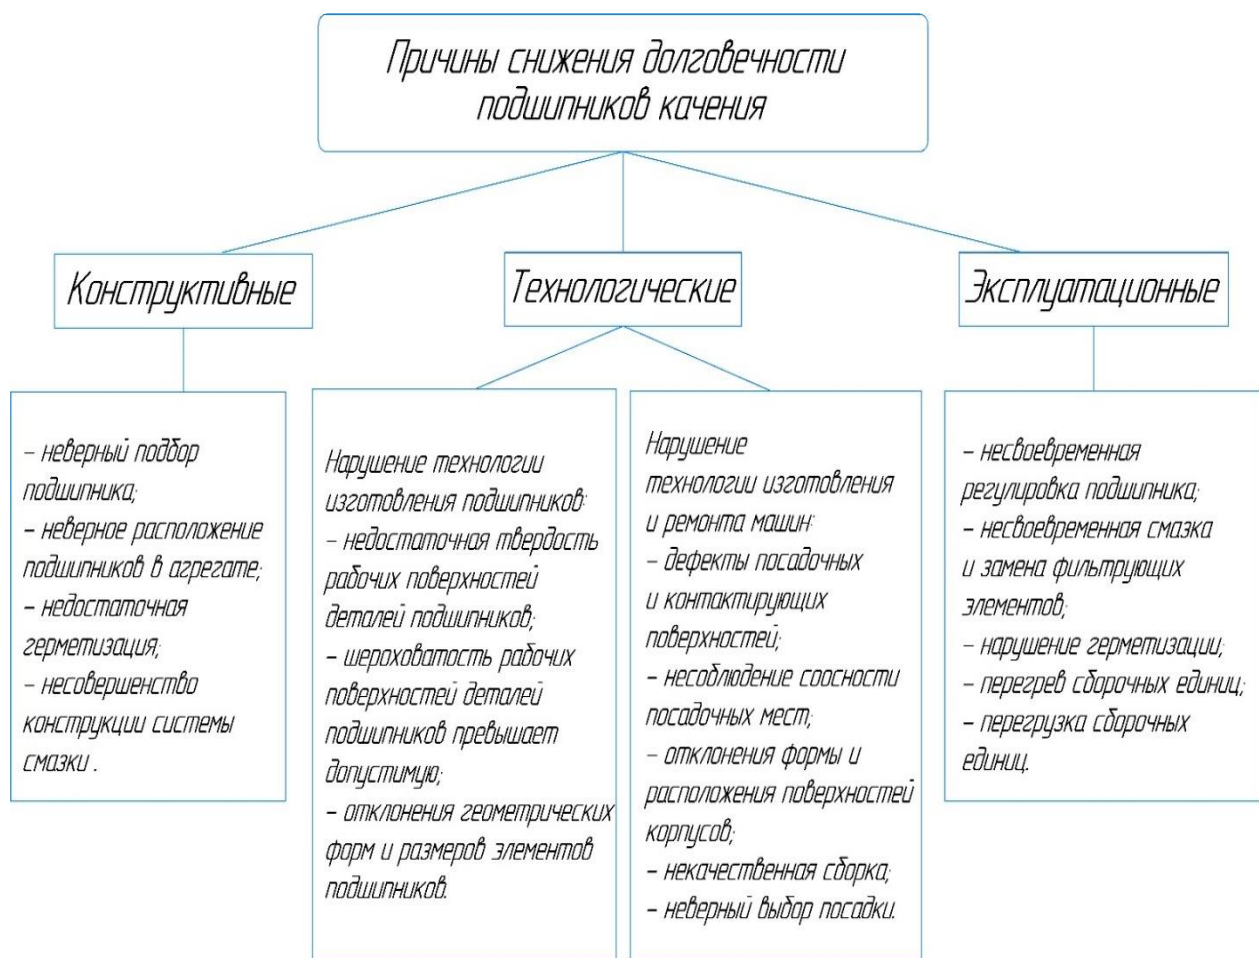 Причины снижения долговечности
подшипников качения
Конструктивные
Технологические
Эксплуатационные
– неверный подбор
подшипника;
– неверное расположение
подшипников в агрегате;
– недостаточная
герметизация;
– несовершенство
конструкции системы
смазки .
Нарушение технологии
изготовления подшипников:
– недостаточная твердость
рабочих поверхностей
деталей подшипников;
– шероховатость рабочих
поверхностей деталей
подшипников превышает
допустимую;
– отклонения геометрических
форм и размеров элементов
подшипников.
Нарушение
технологии изготовления
и ремонта машин:
– дефекты посадочных
и контактирующих
поверхностей;
– несоблюдение соосности
посадочных мест;
– отклонения формы и
расположения поверхностей
корпусов;
– некачественная сборка;
– неверный выбор посадки.
– несвоевременная
регулировка подшипника;
– несвоевременная смазка
и замена фильтрующих
элементов;
– нарушение герметизации;
– перегрев сборочных единиц;
– перегрузка сборочных
единиц.